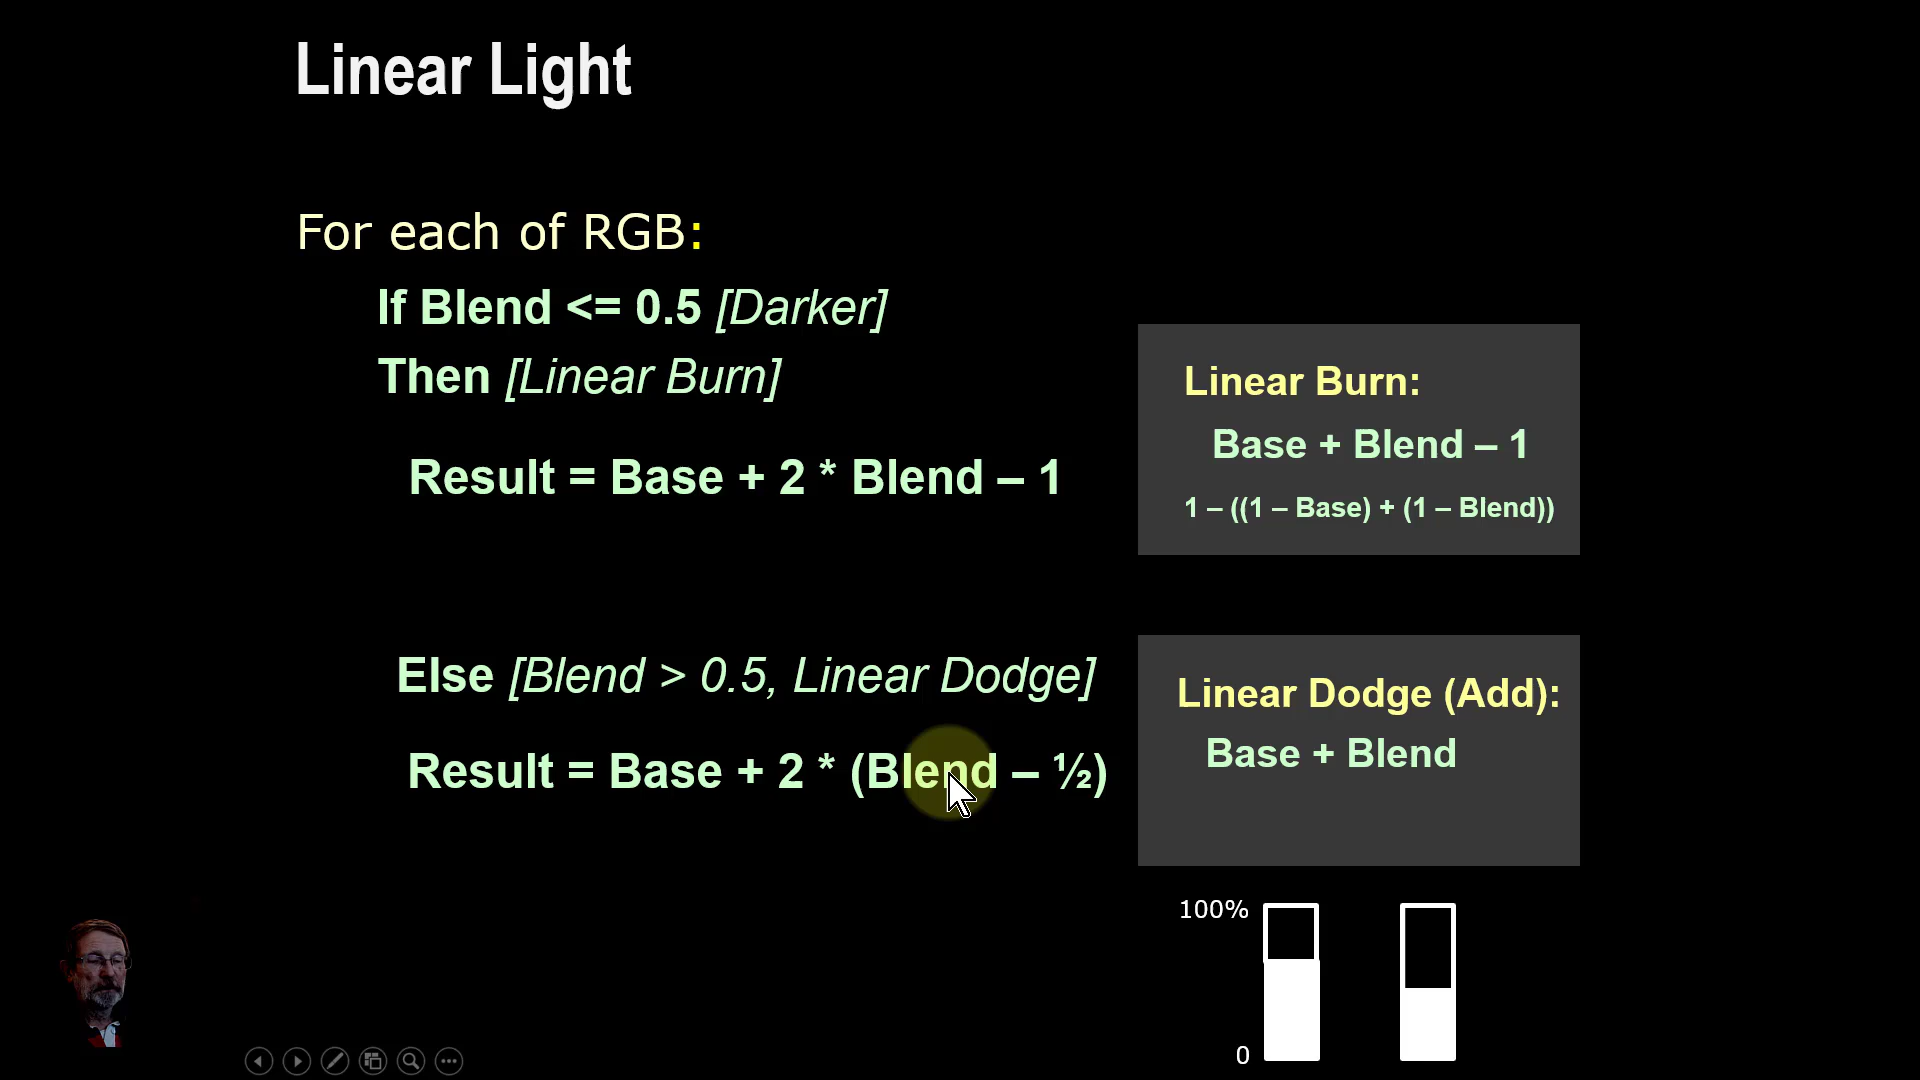 Linear Light
For each of RGB:
If Blend <= 0.5 [Darker]
Then [Linear Burn]
Result = Base + 2 * Blend – 1
Linear Burn:
Base + Blend – 1
1 – ((1 – Base) + (1 – Blend))
Else [Blend > 0.5, Linear Dodge]
Result = Base + 2 * (Blend – ½)
Linear Dodge (Add):
Base + Blend
100%
0